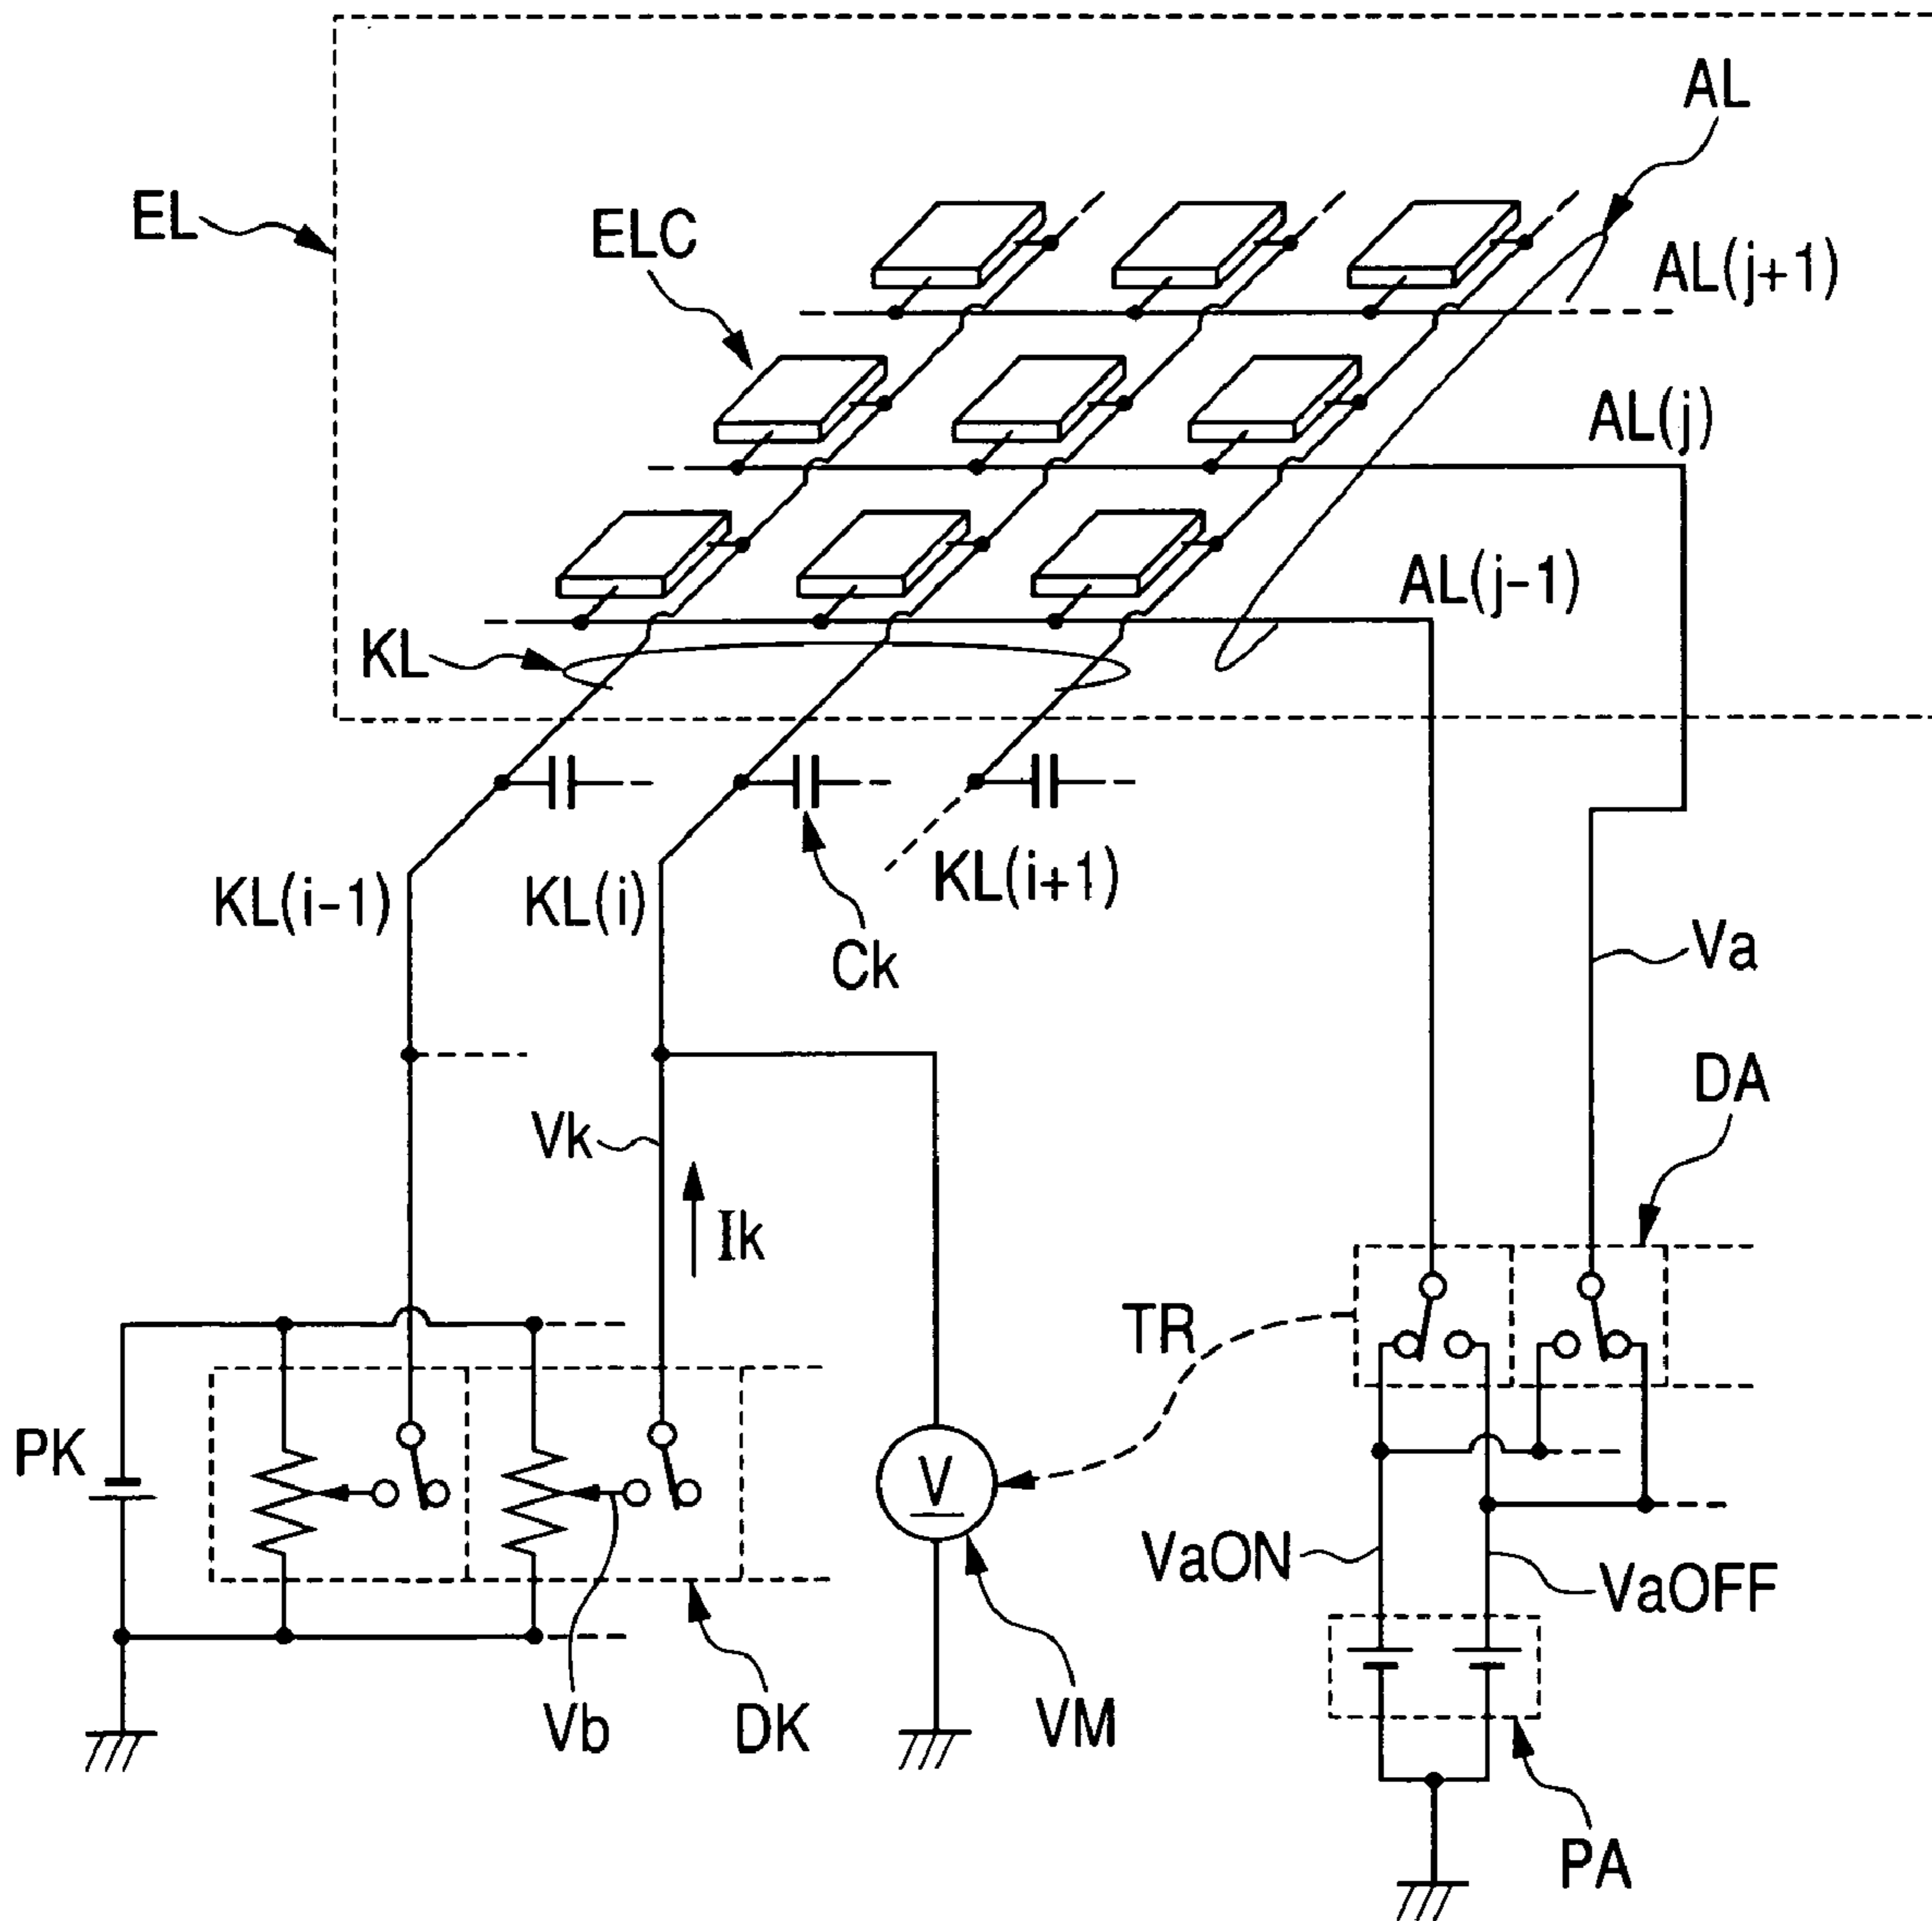 AL
EL
ELC
AL(j+1)
AL(j)
AL(j-1)
KL
KL(i-1)
KL(i)
KL(i+1)
Ck
Va
DA
Vk
Ik
TR
PK
V
VaON
VaOFF
Vb
DK
VM
PA